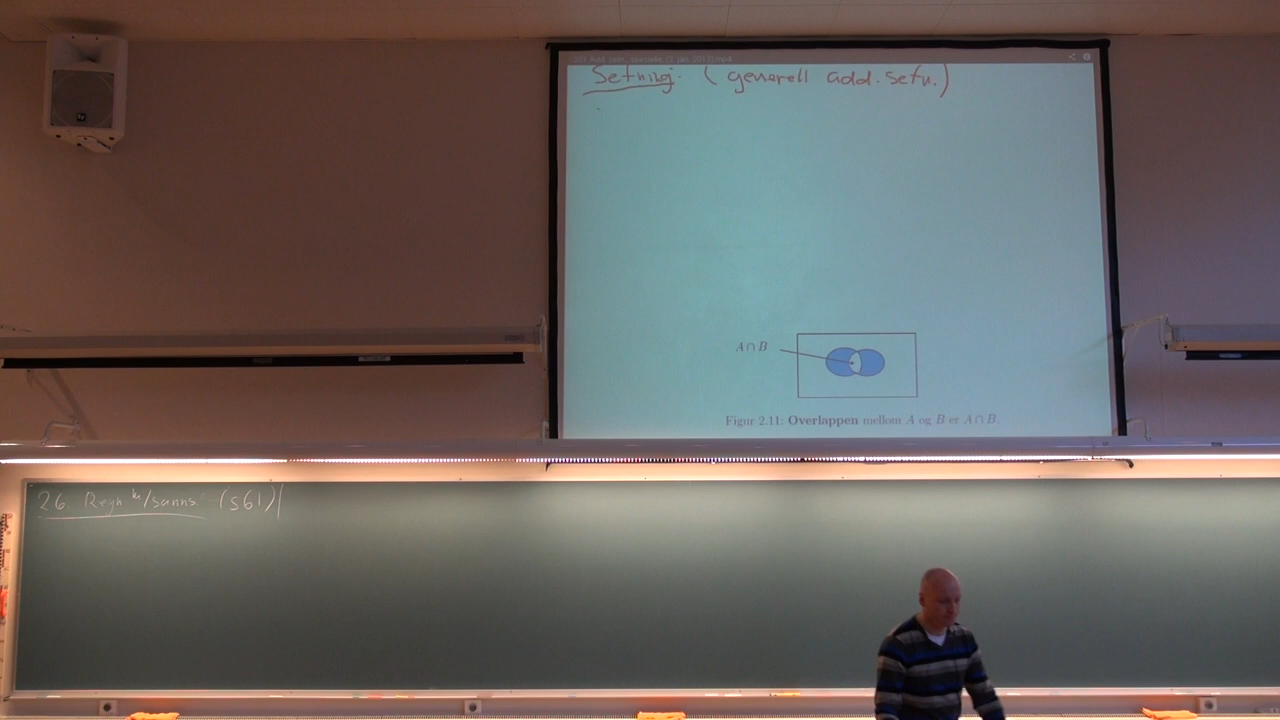 Setning: (generell add. setn.)
A ∩ B
Figur 2.11: Overlappen mellom A og B er A ∩ B.
26. Regn m/sanns. (s61)